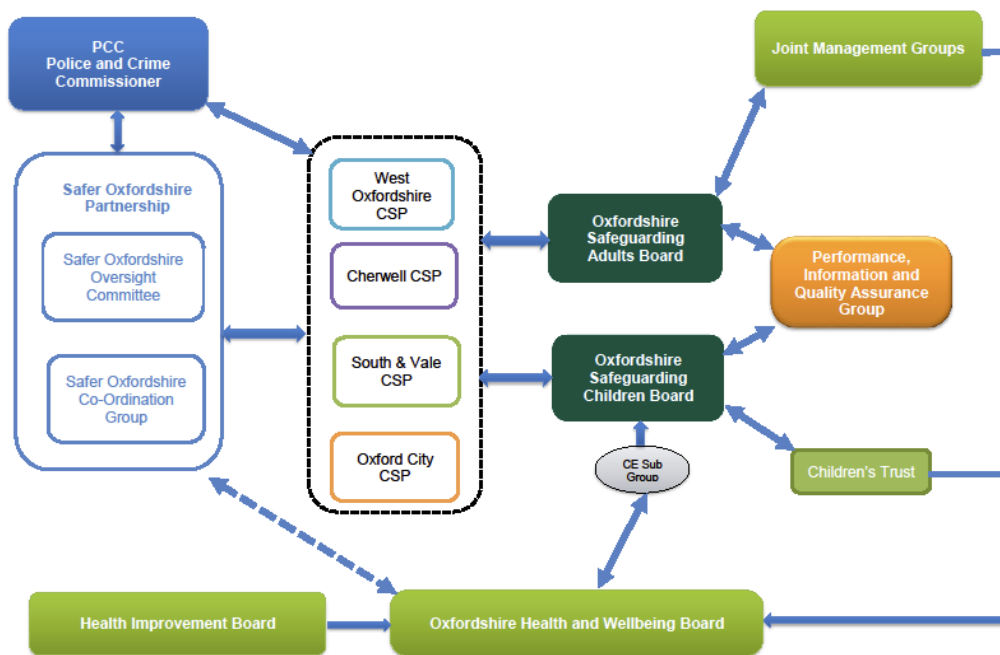 PCC
Police and Crime
Commissioner
Joint Management Groups
Safer Oxfordshire
Partnership
Safer Oxfordshire
Oversight
Committee
Safer Oxfordshire
Co-Ordination
Group
West
Oxfordshire
CSP
Cherwell CSP
South & Vale
CSP
Oxford City
CSP
Oxfordshire
Safeguarding
Adults Board
Oxfordshire
Safeguarding
Children Board
Performance,
Information and
Quality Assurance
Group
CE Sub
Group
Children's Trust
Health Improvement Board
Oxfordshire Health and Wellbeing Board